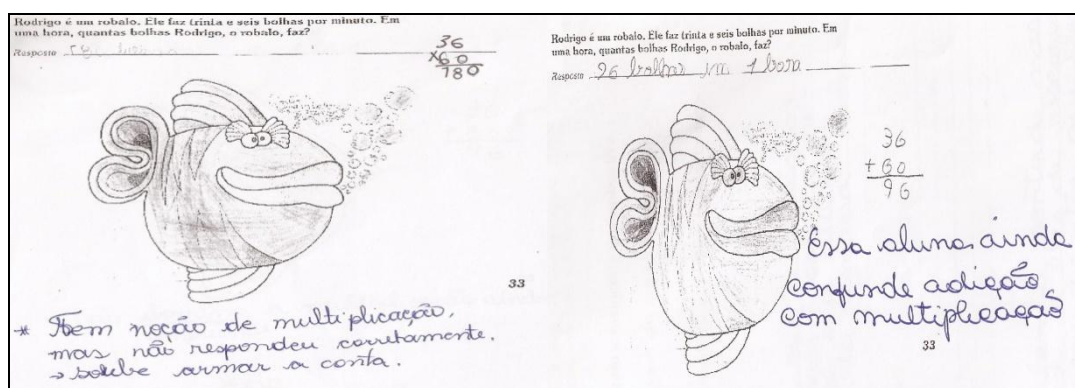 Rodrigo é um robalo. Ele faz trinta e seis bolhas por minuto. Em
uma hora, quantas bolhas Rodrigo, o robalo, faz?
Resposta
36
x60
780
33
* Tem noção de multiplicação,
mas não respondeu corretamente.
→ soube armar a conta.
Rodrigo é um robalo. Ele faz trinta e seis bolhas por minuto. Em
uma hora, quantas bolhas Rodrigo, o robalo, faz?
Resposta 96 bolhas em 1 hora
36
+60
96
Essa aluna ainda
confunde adição
com multiplicação
33